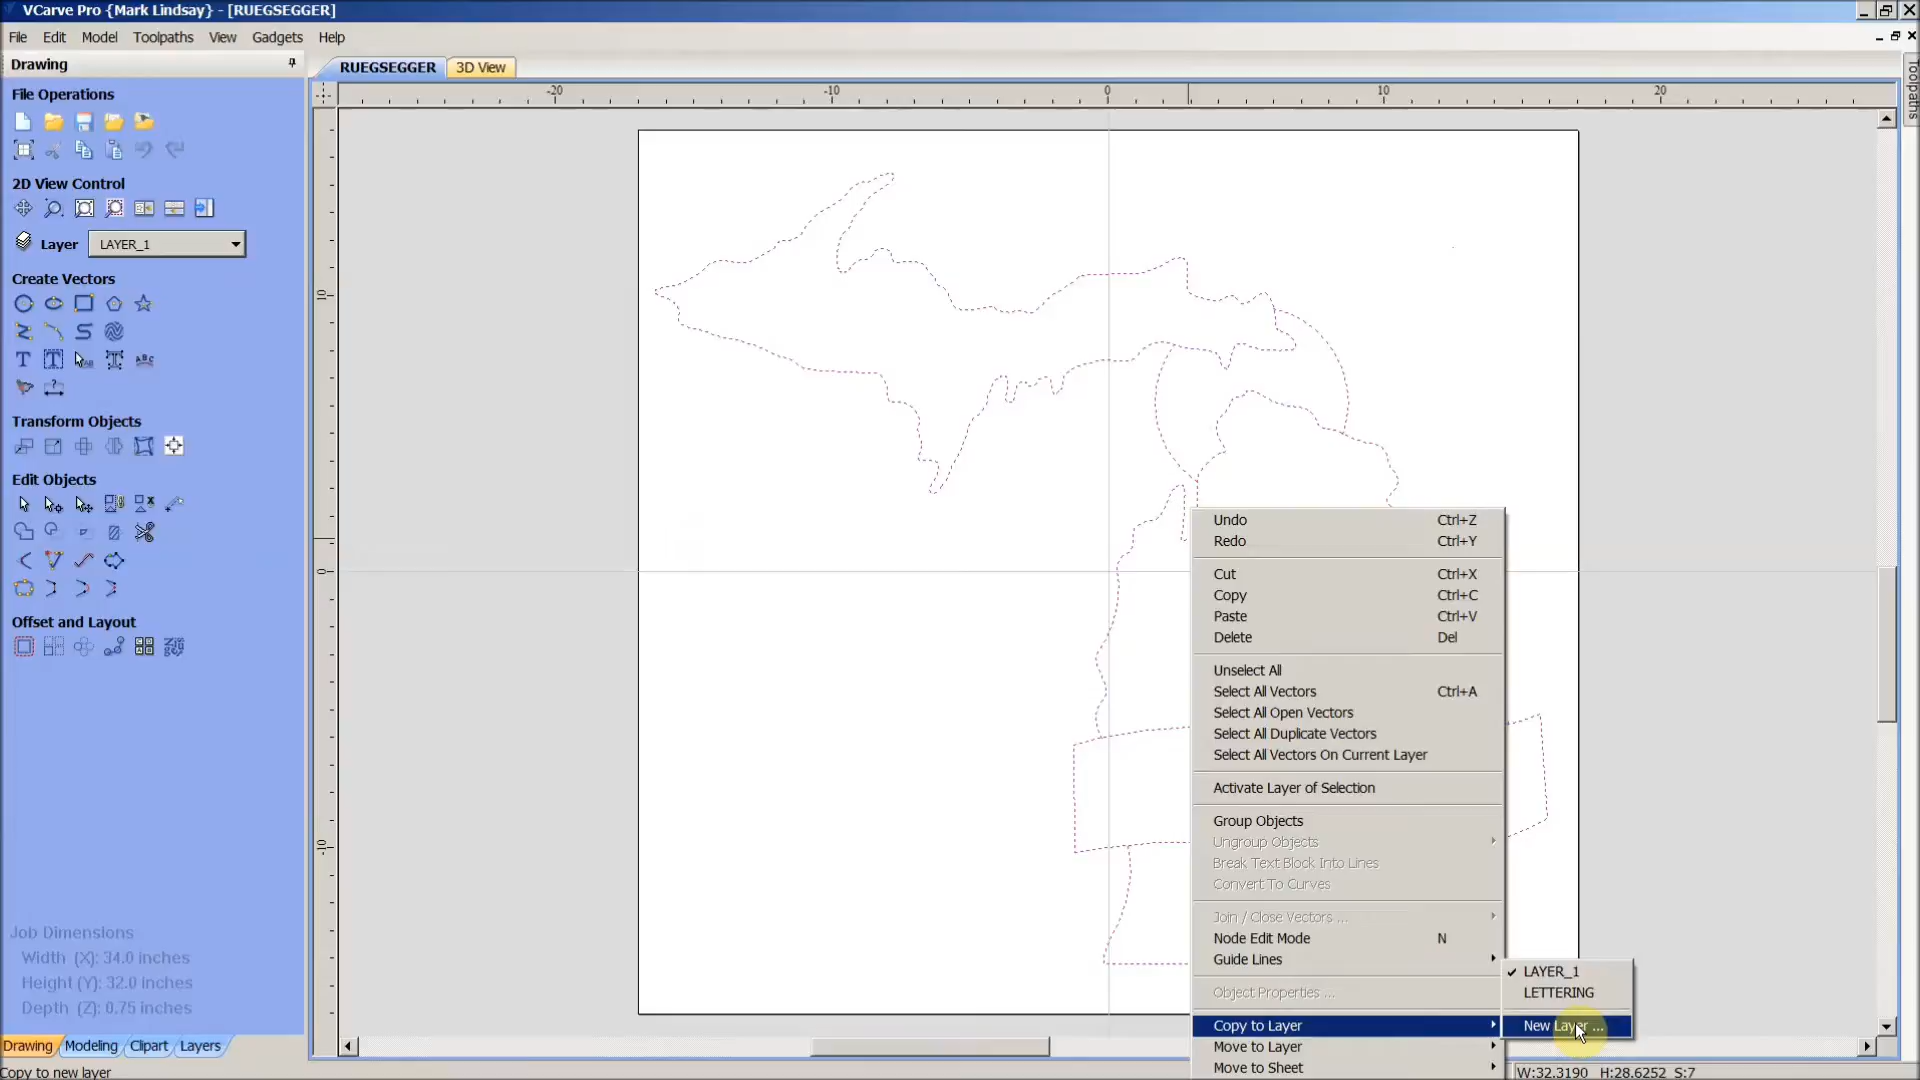 VCarve Pro {Mark Lindsay} - [RUEGSEGGER]
File Edit Model Toolpaths View Gadgets Help
Drawing
RUEGSEGGER 3D View
Toolpaths
-20 -10 0 10 20
File Operations
2D View Control
Layer LAYER_1
Create Vectors
10
Transform Objects
Edit Objects
0
Offset and Layout
-10
Job Dimensions
Width (X): 34.0 inches
Height (Y): 32.0 inches
Depth (Z): 0.75 inches
Drawing Modeling Clipart Layers
Undo Ctrl+Z
Redo Ctrl+Y
Cut Ctrl+X
Copy Ctrl+C
Paste Ctrl+V
Delete Del
Unselect All
Select All Vectors Ctrl+A
Select All Open Vectors
Select All Duplicate Vectors
Select All Vectors On Current Layer
Activate Layer of Selection
Group Objects
Ungroup Objects
Break Text Block Into Lines
Convert To Curves
Join / Close Vectors ...
Node Edit Mode N
Guide Lines
Object Properties ...
Copy to Layer
Move to Layer
Move to Sheet
LAYER_1
LETTERING
New Layer ...
Copy to new layer
W:32.3190 H:28.6252 S:7